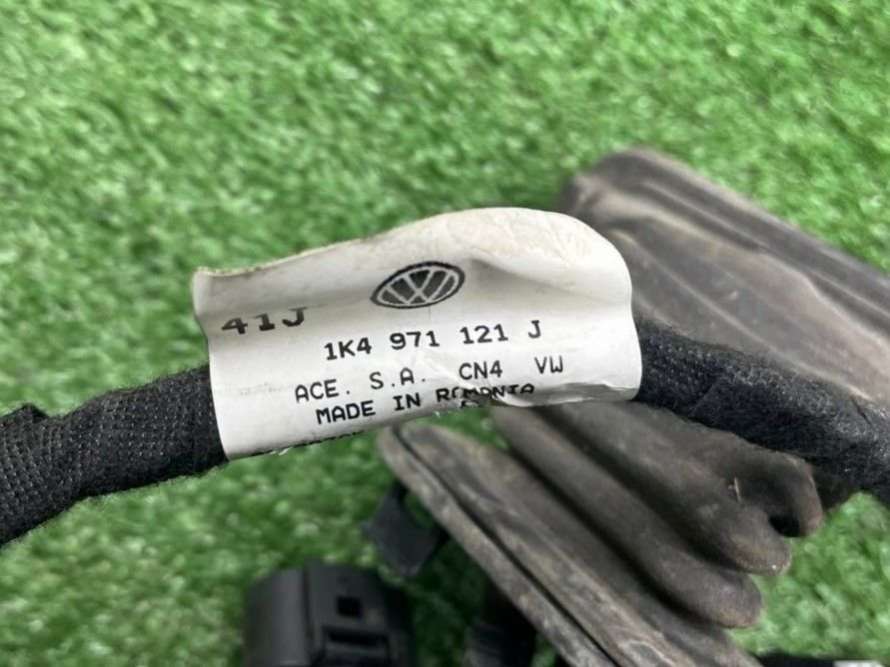 41J
1K4 971 121 J
ACE. S.A. CN4 VW
MADE IN ROMANIA